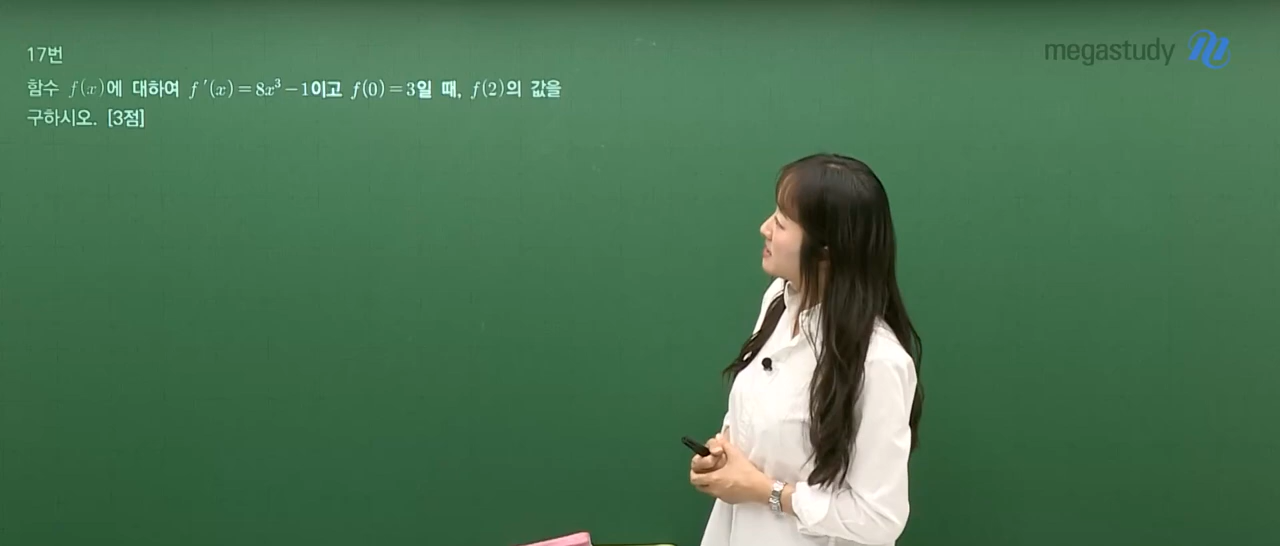 17번
함수 f(x)에 대하여 f′(x)=8x³−1이고 f(0)=3일 때, f(2)의 값을
구하시오. [3점]
megastudy